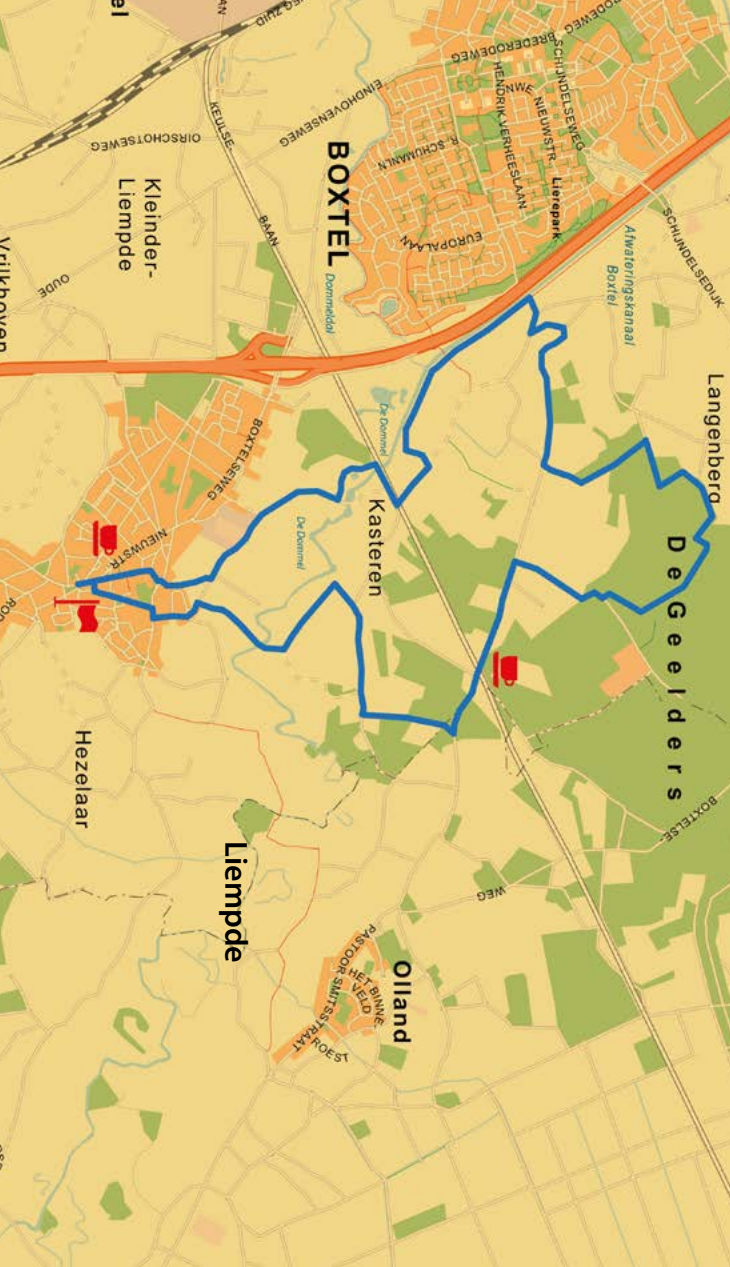 SCHIJNDELSEDIJK
Langenberg
De Geelders
BOXTELSE-
WEG
Afwateringskanaal
Boxtel
BREDERODEWEG
SCHIJNDELSEWEG
NIEUWSTR.
HENDRIK VERHEESLAAN
Lierepark
R. SCHUMANLN
EUROPALAAN
EINDHOVENSEWEG
BOXTEL
Dommeldal
De Dommel
Kasteren
De Dommel
OIRSCHOTSEWEG
KEULSE
BAAN
Kleinder-
Liempde
OUDE
Vrilkhoven
BOXTELSEWEG
NIEUWSTR.
Hezelaar
Liempde
Olland
PASTOOR SMITSSTRAAT
HET BINNE-
VELD
ROEST